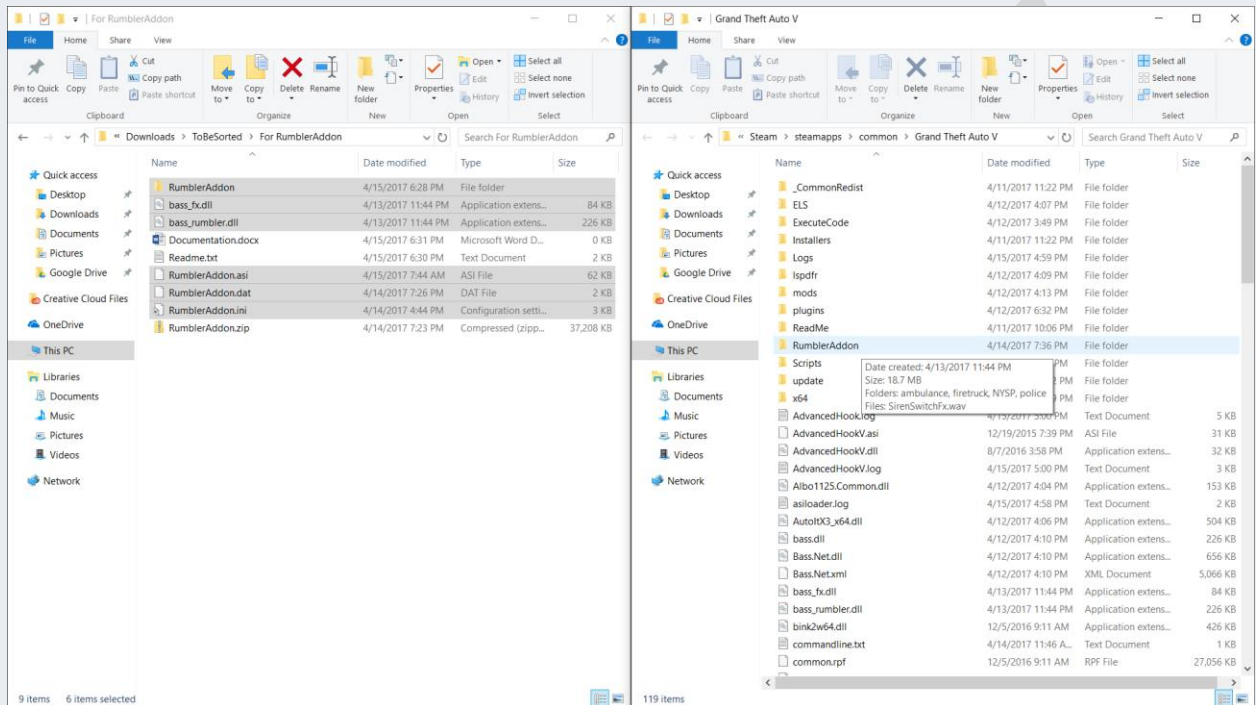 For RumblerAddon
File Home Share View
Pin to Quick access
Copy
Paste
Cut
Copy path
Paste shortcut
Clipboard
Move to
Copy to
Delete
Rename
Organize
New folder
New
Properties
Open
Edit
History
Open
Select all
Select none
Invert selection
Select
« Downloads > ToBeSorted > For RumblerAddon
Search For RumblerAddon
Quick access
Desktop
Downloads
Documents
Pictures
Google Drive
Creative Cloud Files
OneDrive
This PC
Libraries
Documents
Music
Pictures
Videos
Network
Name Date modified Type Size
RumblerAddon 4/15/2017 6:28 PM File folder
bass_fx.dll 4/13/2017 11:44 PM Application extens... 84 KB
bass_rumbler.dll 4/13/2017 11:44 PM Application extens... 226 KB
Documentation.docx 4/15/2017 6:31 PM Microsoft Word D... 0 KB
Readme.txt 4/15/2017 6:30 PM Text Document 2 KB
RumblerAddon.asi 4/15/2017 7:44 AM ASI File 62 KB
RumblerAddon.dat 4/14/2017 7:26 PM DAT File 2 KB
RumblerAddon.ini 4/14/2017 4:44 PM Configuration setti... 3 KB
RumblerAddon.zip 4/14/2017 7:23 PM Compressed (zipp... 37,208 KB
9 items 6 items selected
Grand Theft Auto V
File Home Share View
Pin to Quick access
Copy
Paste
Cut
Copy path
Paste shortcut
Clipboard
Move to
Copy to
Delete
Rename
Organize
New folder
New
Properties
Open
Edit
History
Open
Select all
Select none
Invert selection
Select
« Steam > steamapps > common > Grand Theft Auto V
Search Grand Theft Auto V
Quick access
Desktop
Downloads
Documents
Pictures
Google Drive
Creative Cloud Files
OneDrive
This PC
Libraries
Documents
Music
Pictures
Videos
Network
Name Date modified Type Size
_CommonRedist 4/11/2017 11:22 PM File folder
ELS 4/12/2017 4:07 PM File folder
ExecuteCode 4/12/2017 3:49 PM File folder
Installers 4/11/2017 11:22 PM File folder
Logs 4/15/2017 4:59 PM File folder
lspdfr 4/12/2017 4:09 PM File folder
mods 4/12/2017 4:13 PM File folder
plugins 4/12/2017 6:32 PM File folder
ReadMe 4/11/2017 10:06 PM File folder
RumblerAddon 4/14/2017 7:36 PM File folder
Scripts PM File folder
update PM File folder
x64 PM File folder
Date created: 4/13/2017 11:44 PM
Size: 18.7 MB
Folders: ambulance, firetruck, NYSP, police
Files: SirenSwitchFx.wav
AdvancedHook.log 4/15/2017 5:00 PM Text Document 5 KB
AdvancedHookV.asi 12/19/2015 7:39 PM ASI File 31 KB
AdvancedHookV.dll 8/7/2016 3:58 PM Application extens... 32 KB
AdvancedHookV.log 4/15/2017 5:00 PM Text Document 3 KB
Albo1125.Common.dll 4/12/2017 4:04 PM Application extens... 153 KB
asiloader.log 4/15/2017 4:58 PM Text Document 2 KB
AutoItX3_x64.dll 4/12/2017 4:06 PM Application extens... 504 KB
bass.dll 4/12/2017 4:10 PM Application extens... 226 KB
Bass.Net.dll 4/12/2017 4:10 PM Application extens... 656 KB
Bass.Net.xml 4/12/2017 4:10 PM XML Document 5,066 KB
bass_fx.dll 4/13/2017 11:44 PM Application extens... 84 KB
bass_rumbler.dll 4/13/2017 11:44 PM Application extens... 226 KB
bink2w64.dll 12/5/2016 9:11 AM Application extens... 426 KB
commandline.txt 4/14/2017 11:46 A... Text Document 1 KB
common.rpf 12/5/2016 9:11 AM RPF File 27,056 KB
119 items